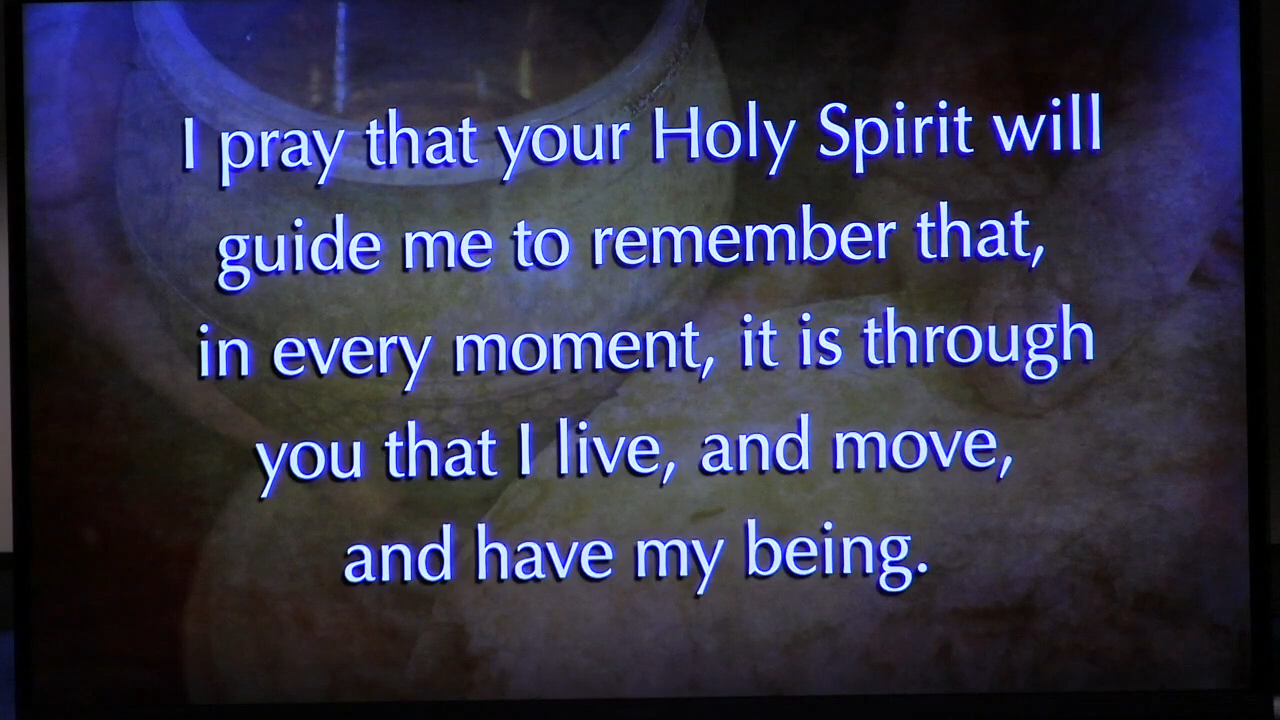 I pray that your Holy Spirit will
guide me to remember that,
in every moment, it is through
you that I live, and move,
and have my being.